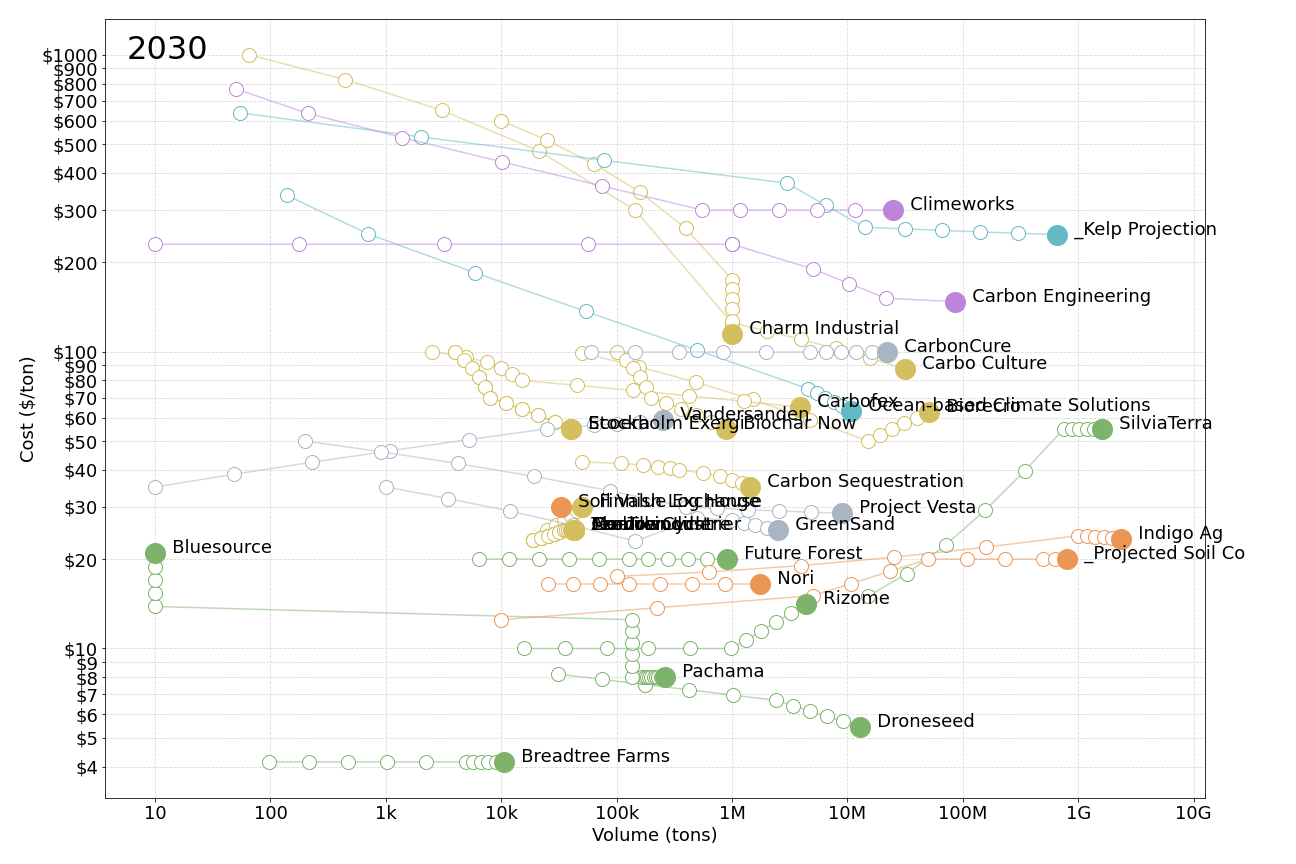 2030
$1000
$900
$800
$700
$600
$500
$400
$300
$200
$100
$90
$80
$70
$60
$50
$40
$30
$20
$10
$9
$8
$7
$6
$5
$4
Cost ($/ton)
Climeworks
_Kelp Projection
Carbon Engineering
Charm Industrial
CarbonCure
Carbo Culture
Carbofex
Ocean-based Climate Solutions
Biorecro
Vandersanden
Stockholm Exergi
Biochar Now
SilviaTerra
Carbon Sequestration
Project Vesta
GreenSand
Indigo Ag
_Projected Soil Co
Bluesource
Future Forest
Nori
Rizome
Pachama
Droneseed
Breadtree Farms
10
100
1k
10k
100k
1M
10M
100M
1G
10G
Volume (tons)